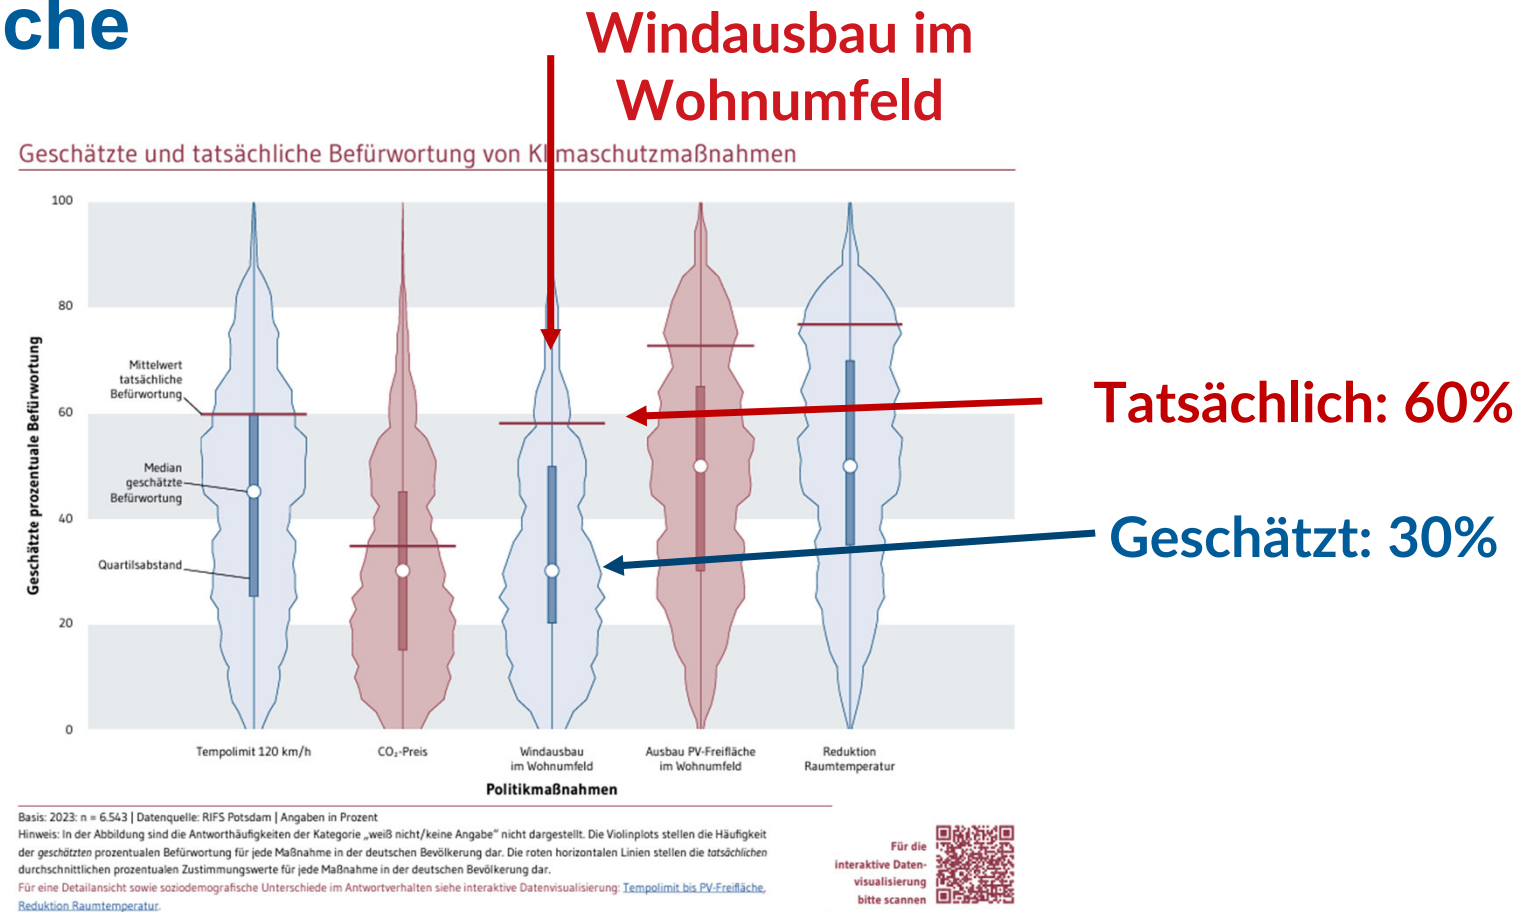 che
Windausbau im
Wohnumfeld
Geschätzte und tatsächliche Befürwortung von Klimaschutzmaßnahmen
Geschätzte prozentuale Befürwortung
100
80
60
40
20
0
Mittelwert
tatsächliche
Befürwortung
Median
geschätzte
Befürwortung
Quartilsabstand
Tatsächlich: 60%
Geschätzt: 30%
Tempolimit 120 km/h
CO₂-Preis
Windausbau
im Wohnumfeld
Ausbau PV-Freifläche
im Wohnumfeld
Reduktion
Raumtemperatur
Politikmaßnahmen
Basis: 2023: n = 6.543 | Datenquelle: RIFS Potsdam | Angaben in Prozent
Hinweis: In der Abbildung sind die Antworthäufigkeiten der Kategorie „weiß nicht/keine Angabe“ nicht dargestellt. Die Violinplots stellen die Häufigkeit
der geschätzten prozentualen Befürwortung für jede Maßnahme in der deutschen Bevölkerung dar. Die roten horizontalen Linien stellen die tatsächlichen
durchschnittlichen prozentualen Zustimmungswerte für jede Maßnahme in der deutschen Bevölkerung dar.
Für eine Detailansicht sowie soziodemografische Unterschiede im Antwortverhalten siehe interaktive Datenvisualisierung: Tempolimit bis PV-Freifläche,
Reduktion Raumtemperatur.
Für die
interaktive Daten-
visualisierung
bitte scannen